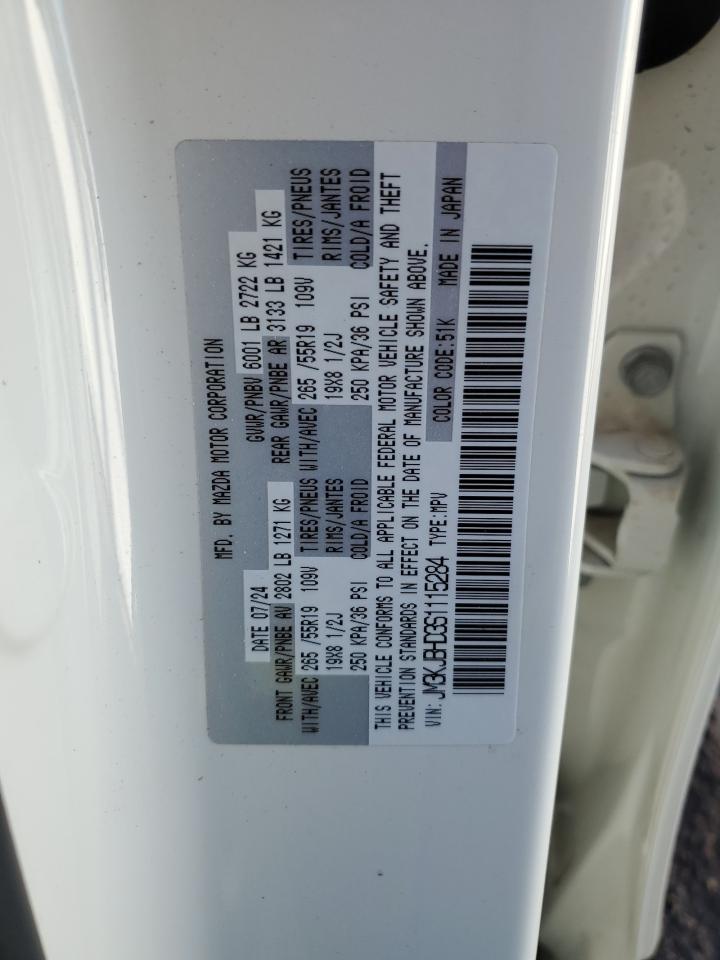 MFD. BY MAZDA MOTOR CORPORATION
DATE 07/24 GVWR/PNBV 6001 LB 2722 KG
FRONT GAWR/PNBE AV 2802 LB 1271 KG REAR GAWR/PNBE AR 3133 LB 1421 KG
WITH/AVEC 265 /55R19 109V TIRES/PNEUS WITH/AVEC 265 /55R19 109V TIRES/PNEUS
19X8 1/2J RIMS/JANTES 19X8 1/2J RIMS/JANTES
250 KPA/36 PSI COLD/A FROID 250 KPA/36 PSI COLD/A FROID
THIS VEHICLE CONFORMS TO ALL APPLICABLE FEDERAL MOTOR VEHICLE SAFETY AND THEFT
PREVENTION STANDARDS IN EFFECT ON THE DATE OF MANUFACTURE SHOWN ABOVE.
VIN: JM3KJBHD3S1115284 TYPE:MPV COLOR CODE:51K MADE IN JAPAN